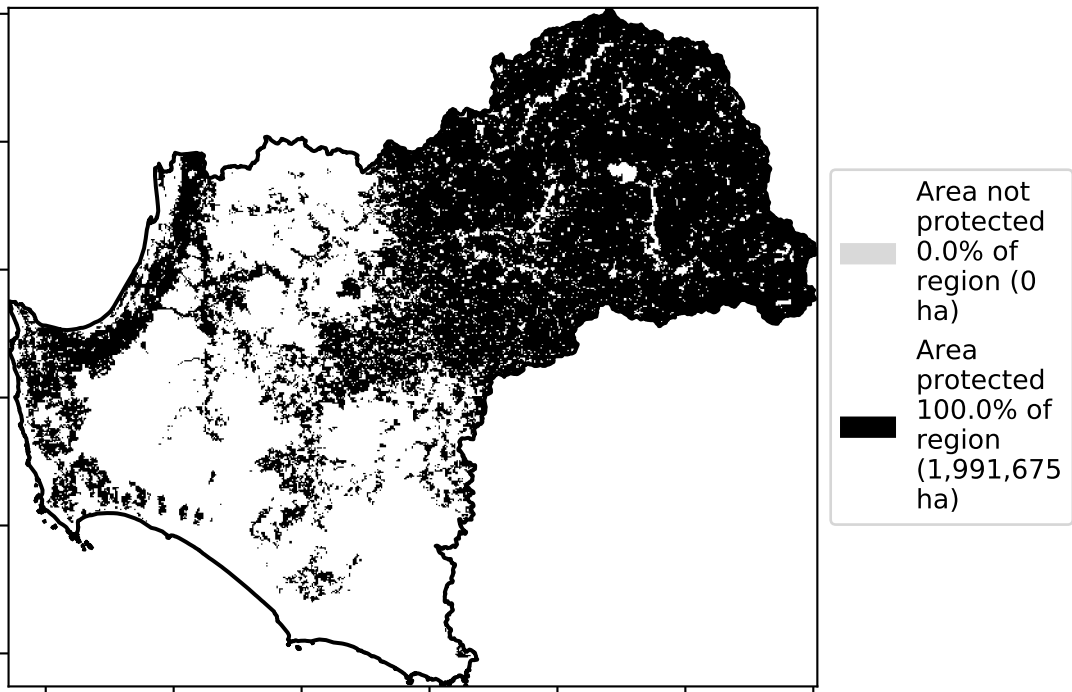 Area not
protected
0.0% of
region (0
ha)
Area
protected
100.0% of
region
(1,991,675
ha)